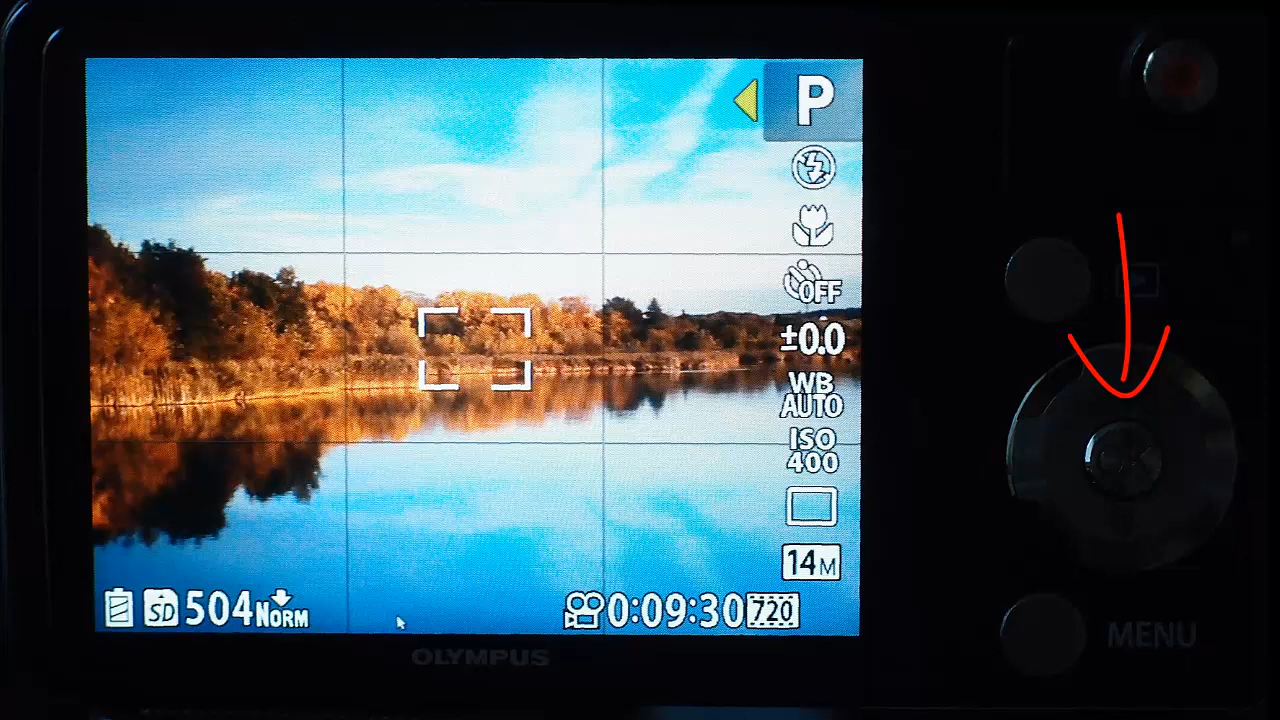 P
OFF
±0.0
WB
AUTO
ISO
400
14M
SD 504 NORM 0:09:30 720
OLYMPUS
OK
MENU